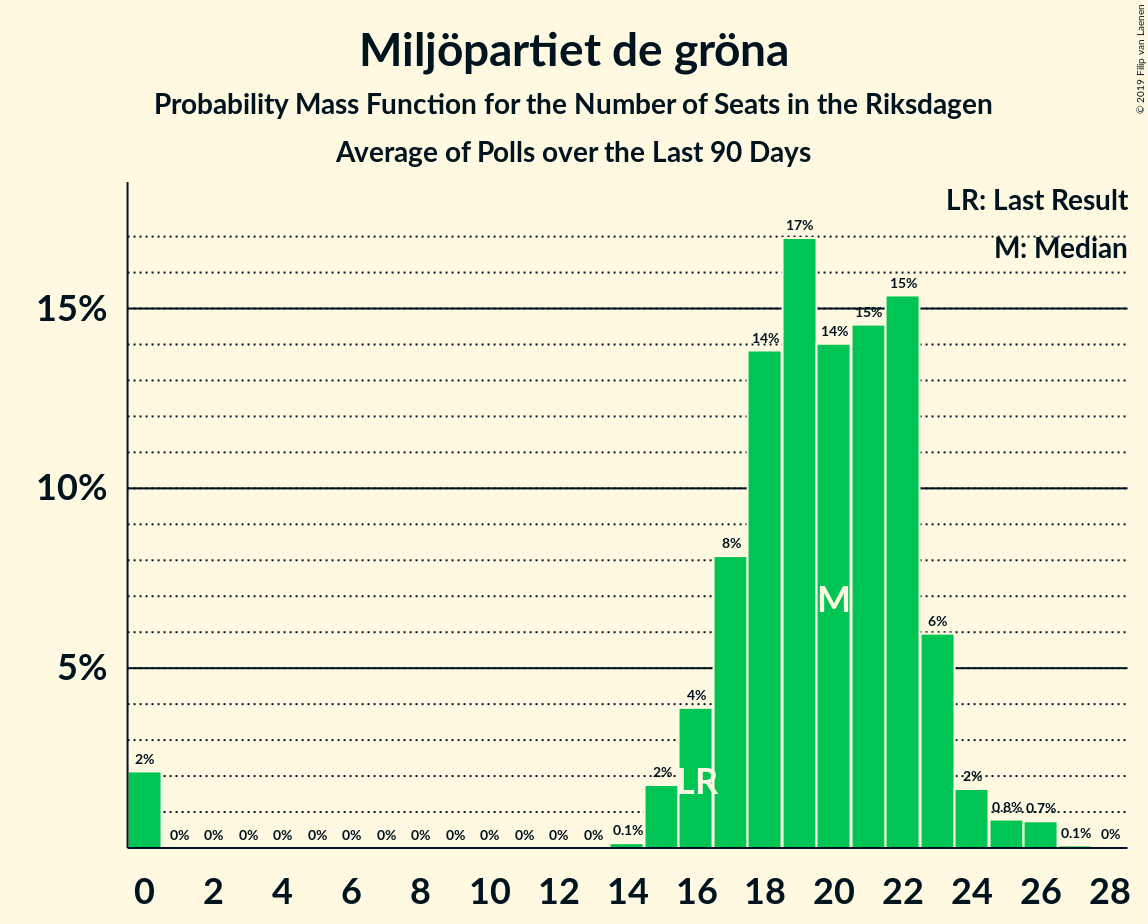 Miljöpartiet de gröna
Probability Mass Function for the Number of Seats in the Riksdagen
Average of Polls over the Last 90 Days
© 2019 Filip van Laenen
LR: Last Result
M: Median
15%
10%
5%
2% 0% 0% 0% 0% 0% 0% 0% 0% 0% 0% 0% 0% 0% 0.1% 2% 4% 8% 14% 17% 14% 15% 15% 6% 2% 0.8% 0.7% 0.1% 0%
LR
M
0 2 4 6 8 10 12 14 16 18 20 22 24 26 28